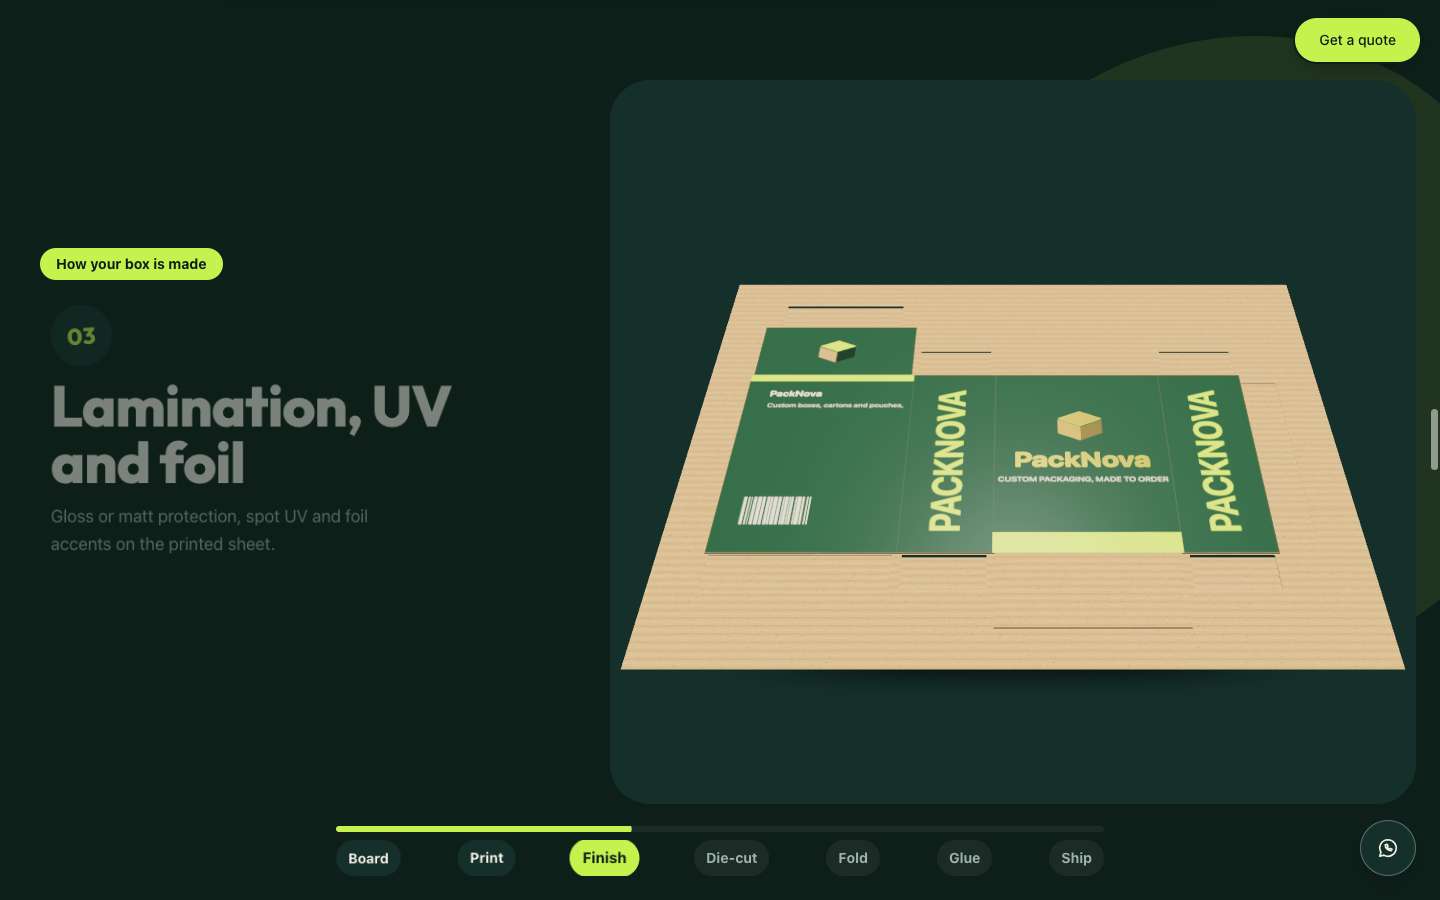 Get a quote
How your box is made
03
Lamination, UV
and foil
Gloss or matt protection, spot UV and foil
accents on the printed sheet.
PackNova
Custom boxes, cartons and pouches,
PACKNOVA
PackNova
CUSTOM PACKAGING, MADE TO ORDER
PACKNOVA
Board
Print
Finish
Die-cut
Fold
Glue
Ship